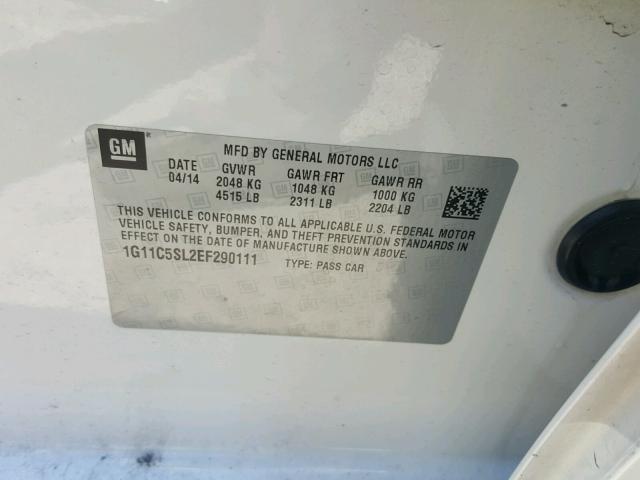 GM
MFD BY GENERAL MOTORS LLC
DATE GVWR GAWR FRT GAWR RR
04/14 2048 KG 1048 KG 1000 KG
4515 LB 2311 LB 2204 LB
THIS VEHICLE CONFORMS TO ALL APPLICABLE U.S. FEDERAL MOTOR
VEHICLE SAFETY, BUMPER, AND THEFT PREVENTION STANDARDS IN
EFFECT ON THE DATE OF MANUFACTURE SHOWN ABOVE.
1G11C5SL2EF290111 TYPE: PASS CAR